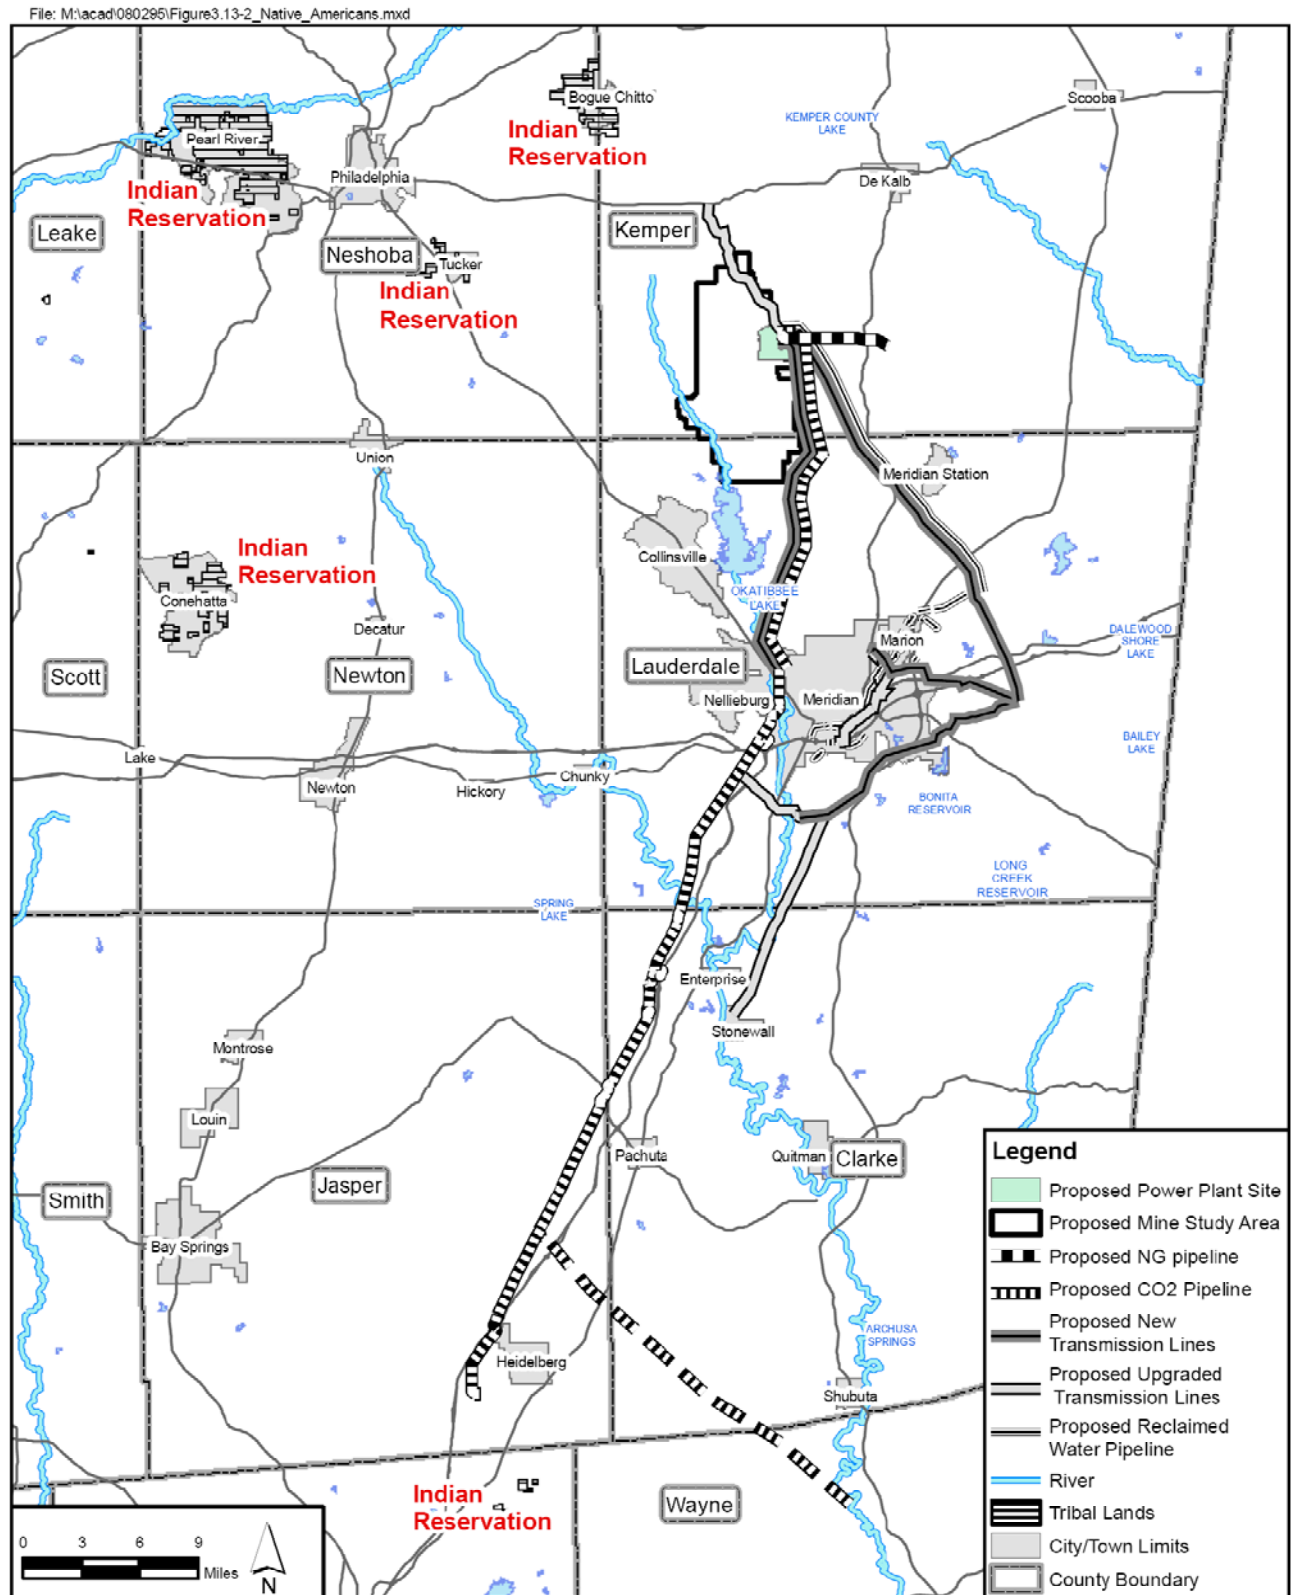 File: M:\acad\080295\Figure3.13-2_Native_Americans.mxd
Bogue Chitto
Scooba
KEMPER COUNTY
LAKE
Indian
Reservation
Pearl River
Philadelphia
De Kalb
Indian
Reservation
Leake
Kemper
Neshoba
Tucker
Indian
Reservation
Union
Meridian Station
Indian
Reservation
Collinsville
OKATIBBEE
LAKE
Conehatta
Decatur
Marion
DALEWOOD
SHORE
LAKE
Scott
Newton
Lauderdale
Nellieburg
Meridian
BAILEY
LAKE
Lake
Newton
Hickory
Chunky
BONITA
RESERVOIR
LONG
CREEK
RESERVOIR
SPRING
LAKE
Enterprise
Stonewall
Montrose
Louin
Pachuta
Quitman
Clarke
Smith
Jasper
Bay Springs
ARCHUSA
SPRINGS
Heidelberg
Shubuta
Indian
Reservation
Wayne
0 3 6 9
Miles
N
Legend
Proposed Power Plant Site
Proposed Mine Study Area
Proposed NG pipeline
Proposed CO2 Pipeline
Proposed New
Transmission Lines
Proposed Upgraded
Transmission Lines
Proposed Reclaimed
Water Pipeline
River
Tribal Lands
City/Town Limits
County Boundary